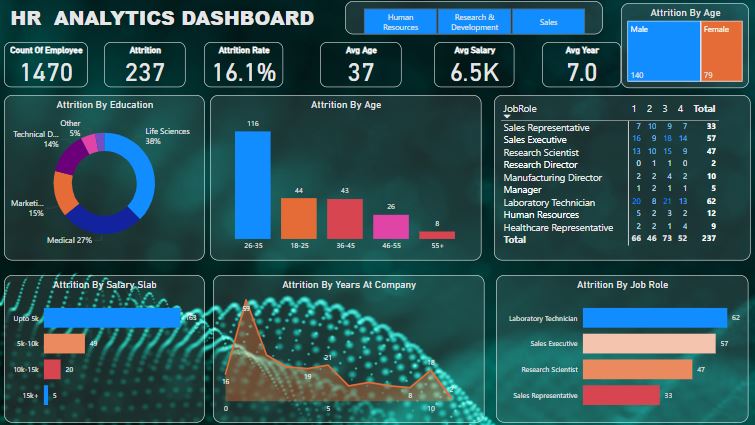 HR ANALYTICS DASHBOARD
Human
Resources
Research &
Development
Sales
Count Of Employee
1470
Attrition
237
Attrition Rate
16.1%
Avg Age
37
Avg Salary
6.5K
Avg Year
7.0
Attrition By Age
Male
Female
140
79
Attrition By Education
Other
5%
Technical D...
14%
Life Sciences
38%
Marketi...
15%
Medical 27%
Attrition By Age
116
44
43
26
8
26-35
18-25
36-45
46-55
55+
JobRole 1 2 3 4 Total
Sales Representative 7 10 9 7 33
Sales Executive 16 9 18 14 57
Research Scientist 13 10 15 9 47
Research Director 0 1 1 0 2
Manufacturing Director 2 2 4 2 10
Manager 1 2 1 1 5
Laboratory Technician 20 8 21 13 62
Human Resources 5 2 3 2 12
Healthcare Representative 2 2 1 4 9
Total 66 46 73 52 237
Attrition By Salary Slab
Upto 5k 163
5k-10k 49
10k-15k 20
15k+ 5
Attrition By Years At Company
59
16
19
21
8
18
0
5
10
Attrition By Job Role
Laboratory Technician 62
Sales Executive 57
Research Scientist 47
Sales Representative 33